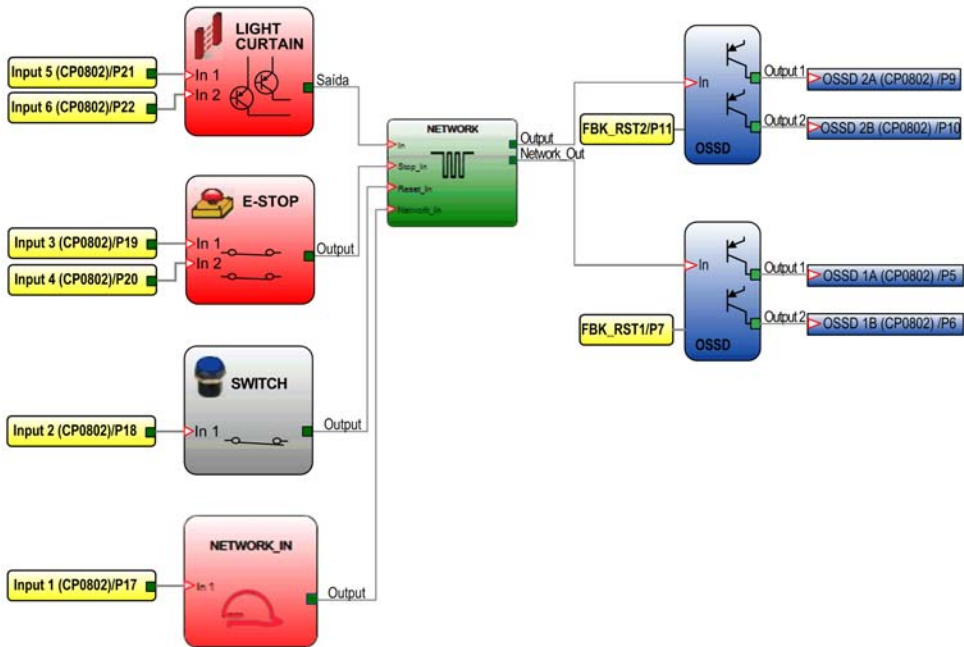 LIGHT
CURTAIN
Input 5 (CP0802)/P21
In 1
Input 6 (CP0802)/P22
In 2
Saída
E-STOP
Input 3 (CP0802)/P19
In 1
Input 4 (CP0802)/P20
In 2
Output
SWITCH
Input 2 (CP0802)/P18
In 1
Output
NETWORK_IN
Input 1 (CP0802)/P17
In 1
Output
NETWORK
In
Stop_In
Reset_In
Network_In
Output
Network_Out
In
FBK_RST2/P11
OSSD
Output 1
OSSD 2A (CP0802) /P9
Output 2
OSSD 2B (CP0802) /P10
In
FBK_RST1/P7
OSSD
Output 1
OSSD 1A (CP0802) /P5
Output 2
OSSD 1B (CP0802) /P6